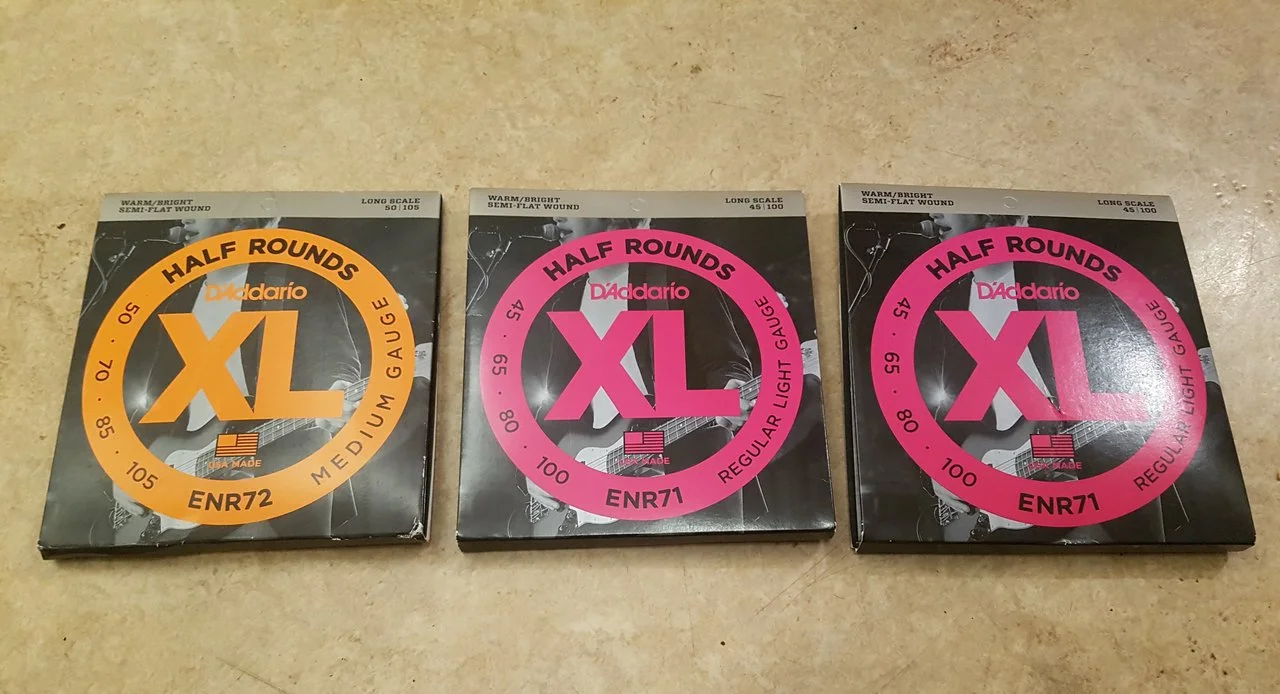 WARM/BRIGHT
SEMI-FLAT WOUND
LONG SCALE
50|105
HALF ROUNDS
D'Addario
XL
USA MADE
50 · 70 · 85 · 105
ENR72
MEDIUM GAUGE
WARM/BRIGHT
SEMI-FLAT WOUND
LONG SCALE
45|100
HALF ROUNDS
D'Addario
XL
USA MADE
45 · 65 · 80 · 100
ENR71
REGULAR LIGHT GAUGE
WARM/BRIGHT
SEMI-FLAT WOUND
LONG SCALE
45|100
HALF ROUNDS
D'Addario
XL
USA MADE
45 · 65 · 80 · 100
ENR71
REGULAR LIGHT GAUGE